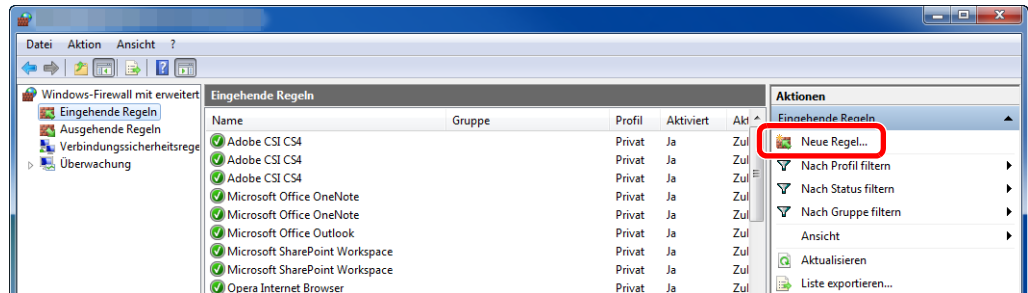 Datei Aktion Ansicht ?
Windows-Firewall mit erweitert
Eingehende Regeln
Ausgehende Regeln
Verbindungssicherheitsrege
Überwachung
Eingehende Regeln
Name Gruppe Profil Aktiviert Akt
Adobe CSI CS4 Privat Ja Zul
Adobe CSI CS4 Privat Ja Zul
Adobe CSI CS4 Privat Ja Zul
Microsoft Office OneNote Privat Ja Zul
Microsoft Office OneNote Privat Ja Zul
Microsoft Office Outlook Privat Ja Zul
Microsoft SharePoint Workspace Privat Ja Zul
Microsoft SharePoint Workspace Privat Ja Zul
Opera Internet Browser Privat Ja Zul
Aktionen
Eingehende Regeln
Neue Regel...
Nach Profil filtern
Nach Status filtern
Nach Gruppe filtern
Ansicht
Aktualisieren
Liste exportieren...